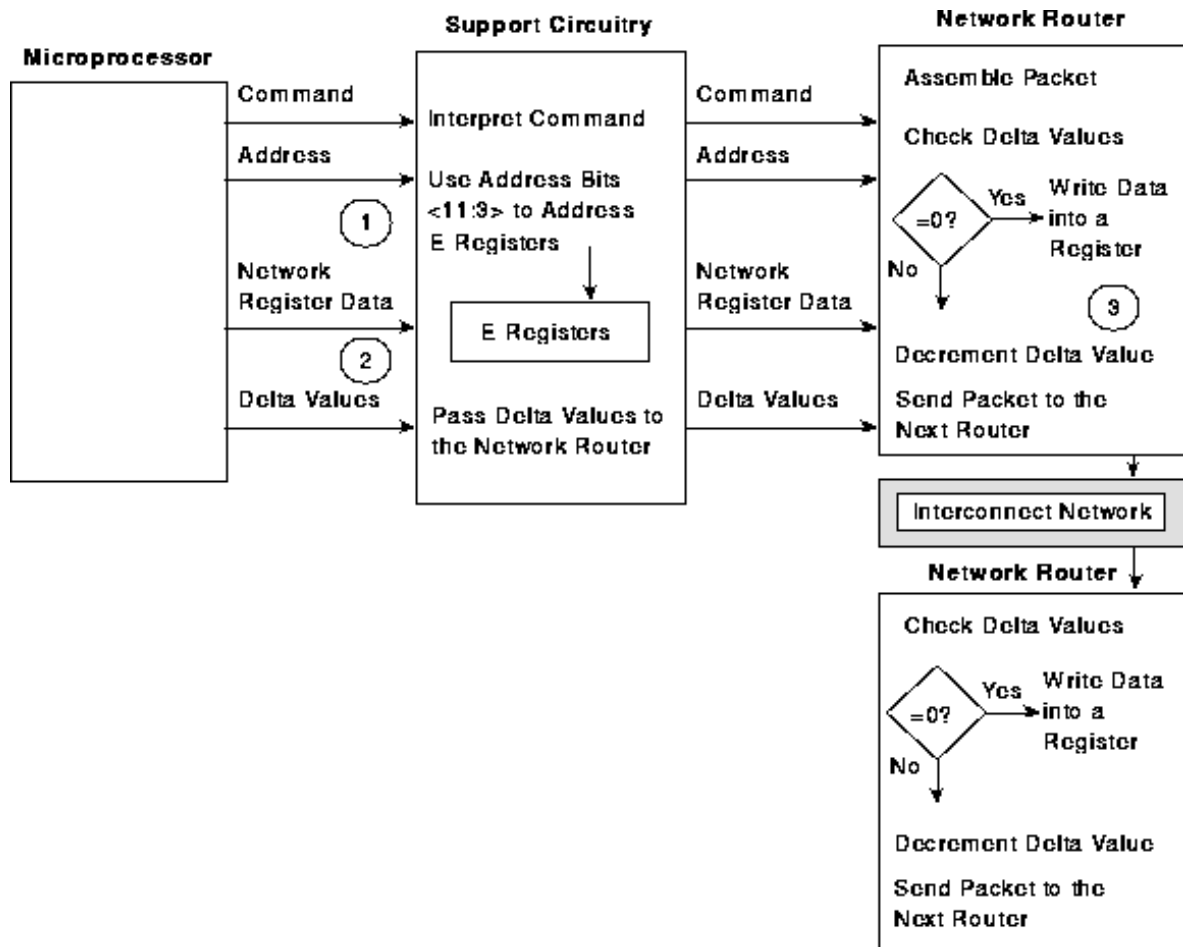 Microprocessor
Command
Address
1
Network
Register Data
2
Delta Values
Support Circuitry
Interpret Command
Use Address Bits
<11:3> to Address
E Registers
E Registers
Pass Delta Values to
the Network Router
Command
Address
Network
Register Data
Delta Values
Network Router
Assemble Packet
Check Delta Values
=0?
Yes
Write Data
into a
Register
No
3
Decrement Delta Value
Send Packet to the
Next Router
Interconnect Network
Network Router
Check Delta Values
=0?
Yes
Write Data
into a
Register
No
Decrement Delta Value
Send Packet to the
Next Router